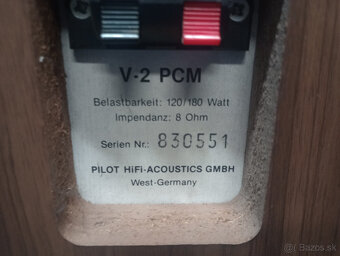 V-2 PCM
Belastbarkeit: 120/180 Watt
Impendanz: 8 Ohm
Serien Nr.: 830551
PILOT HiFi-ACOUSTICS GMBH
West-Germany
Bazos.sk